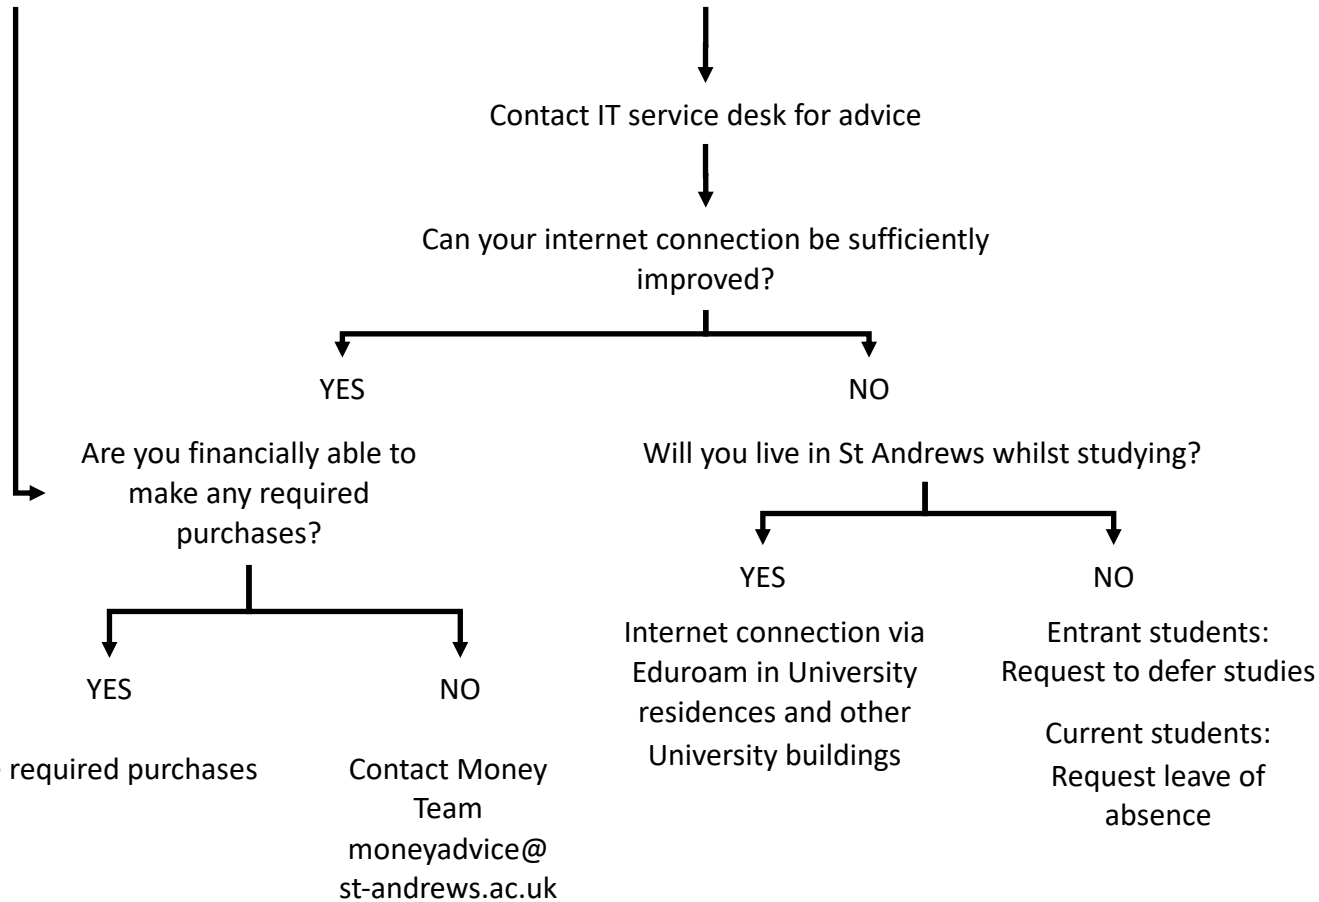 Contact IT service desk for advice
Can your internet connection be sufficiently
improved?
YES
NO
Are you financially able to
make any required
purchases?
Will you live in St Andrews whilst studying?
YES
NO
YES
NO
Internet connection via
Eduroam in University
residences and other
University buildings
Entrant students:
Request to defer studies
Current students:
Request leave of
absence
required purchases
Contact Money
Team
moneyadvice@
st-andrews.ac.uk